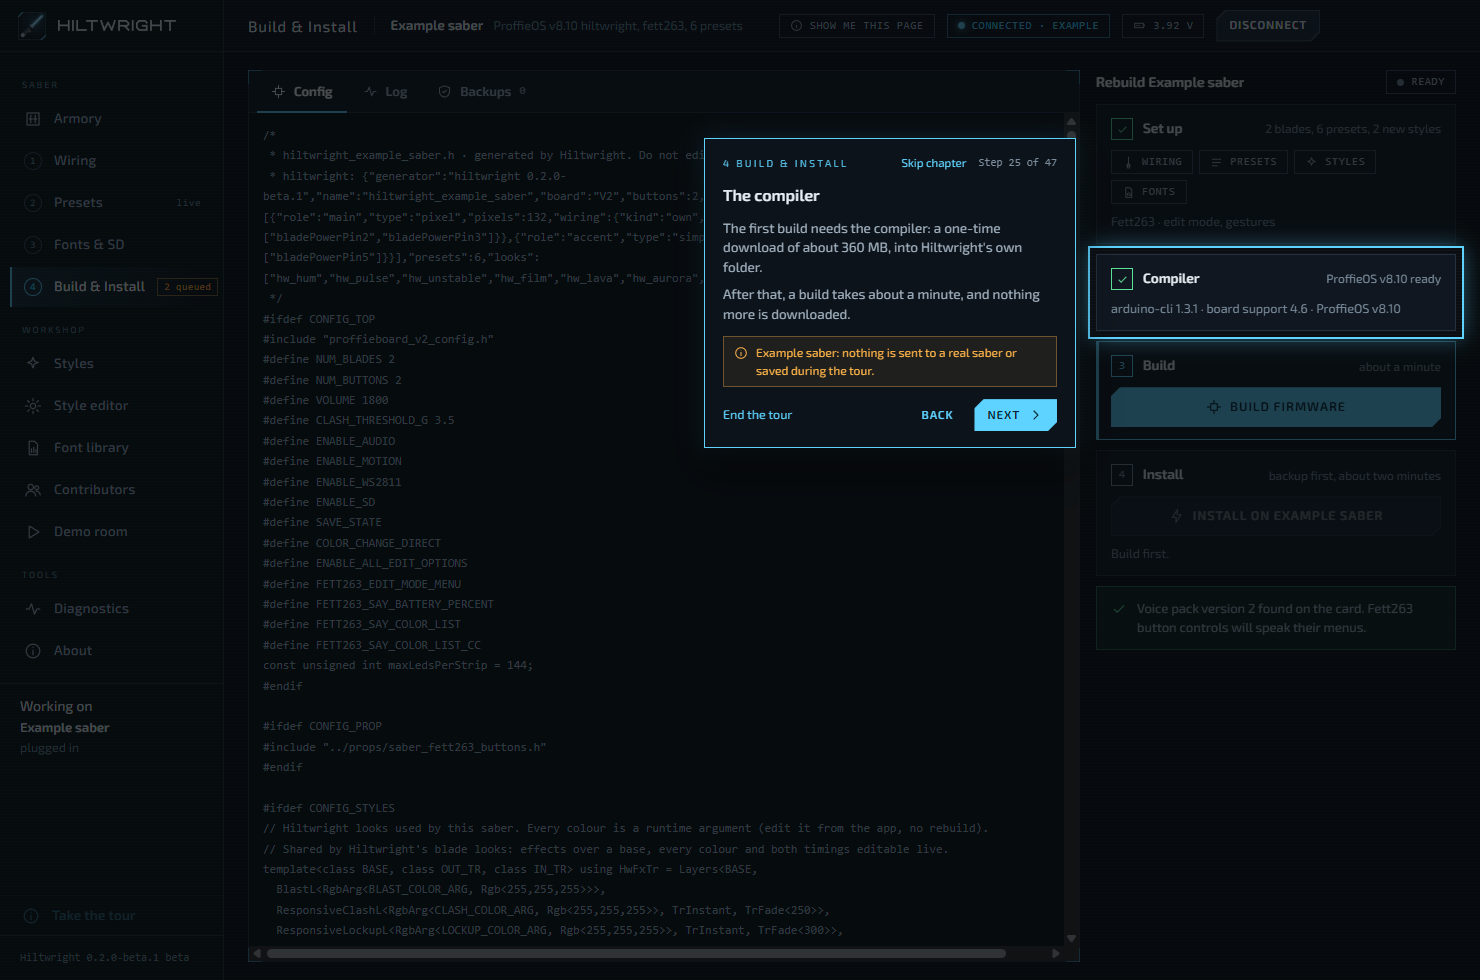 HILTWRIGHT
Build & Install
Example saber
ProffieOS v8.10 hiltwright, fett263, 6 presets
SHOW ME THIS PAGE
CONNECTED · EXAMPLE
3.92 V
DISCONNECT
SABER
Armory
1 Wiring
2 Presets live
3 Fonts & SD
4 Build & Install 2 queued
WORKSHOP
Styles
Style editor
Font library
Contributors
Demo room
TOOLS
Diagnostics
About
Working on
Example saber
plugged in
Take the tour
Hiltwright 0.2.0-beta.1 beta
Config Log Backups 0
/*
* hiltwright_example_saber.h · generated by Hiltwright. Do not edi
* hiltwright: {"generator":"hiltwright 0.2.0-
beta.1","name":"hiltwright_example_saber","board":"V2","buttons":2,
[{"role":"main","type":"pixel","pixels":132,"wiring":{"kind":"own",
["bladePowerPin2","bladePowerPin3"]}},{"role":"accent","type":"simp
["bladePowerPin5"]}}],"presets":6,"looks":
["hw_hum","hw_pulse","hw_unstable","hw_film","hw_lava","hw_aurora",
*/
#ifdef CONFIG_TOP
#include "proffieboard_v2_config.h"
#define NUM_BLADES 2
#define NUM_BUTTONS 2
#define VOLUME 1800
#define CLASH_THRESHOLD_G 3.5
#define ENABLE_AUDIO
#define ENABLE_MOTION
#define ENABLE_WS2811
#define ENABLE_SD
#define SAVE_STATE
#define COLOR_CHANGE_DIRECT
#define ENABLE_ALL_EDIT_OPTIONS
#define FETT263_EDIT_MODE_MENU
#define FETT263_SAY_BATTERY_PERCENT
#define FETT263_SAY_COLOR_LIST
#define FETT263_SAY_COLOR_LIST_CC
const unsigned int maxLedsPerStrip = 144;
#endif
#ifdef CONFIG_PROP
#include "../props/saber_fett263_buttons.h"
#endif
#ifdef CONFIG_STYLES
// Hiltwright looks used by this saber. Every colour is a runtime argument (edit it from the app, no rebuild).
// Shared by Hiltwright's blade looks: effects over a base, every colour and both timings editable live.
template<class BASE, class OUT_TR, class IN_TR> using HwFxTr = Layers<BASE,
BlastL<RgbArg<BLAST_COLOR_ARG, Rgb<255,255,255>>>,
ResponsiveClashL<RgbArg<CLASH_COLOR_ARG, Rgb<255,255,255>>, TrInstant, TrFade<250>>,
ResponsiveLockupL<RgbArg<LOCKUP_COLOR_ARG, Rgb<255,255,255>>, TrInstant, TrFade<300>>,
4 BUILD & INSTALL Skip chapter Step 25 of 47
The compiler
The first build needs the compiler: a one-time
download of about 360 MB, into Hiltwright's own
folder.
After that, a build takes about a minute, and nothing
more is downloaded.
Example saber: nothing is sent to a real saber or
saved during the tour.
End the tour BACK NEXT
Rebuild Example saber READY
Set up 2 blades, 6 presets, 2 new styles
WIRING PRESETS STYLES
FONTS
Fett263 · edit mode, gestures
Compiler ProffieOS v8.10 ready
arduino-cli 1.3.1 · board support 4.6 · ProffieOS v8.10
3 Build about a minute
BUILD FIRMWARE
4 Install backup first, about two minutes
INSTALL ON EXAMPLE SABER
Build first.
Voice pack version 2 found on the card. Fett263
button controls will speak their menus.